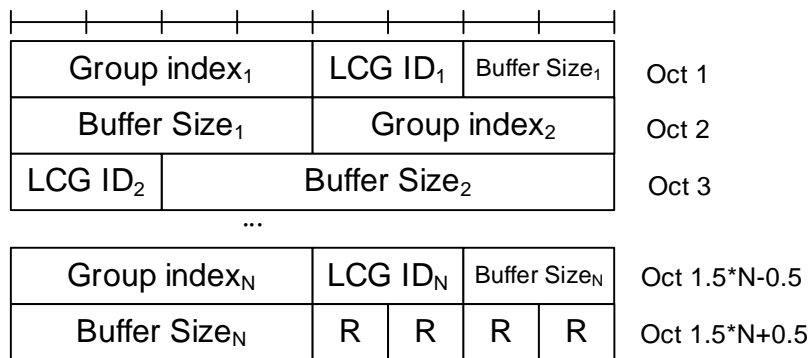 Group index₁ LCG ID₁ Buffer Size₁ Oct 1
Buffer Size₁ Group index₂ Oct 2
LCG ID₂ Buffer Size₂ Oct 3
...
Group indexN LCG IDN Buffer SizeN Oct 1.5*N-0.5
Buffer SizeN R R R R Oct 1.5*N+0.5